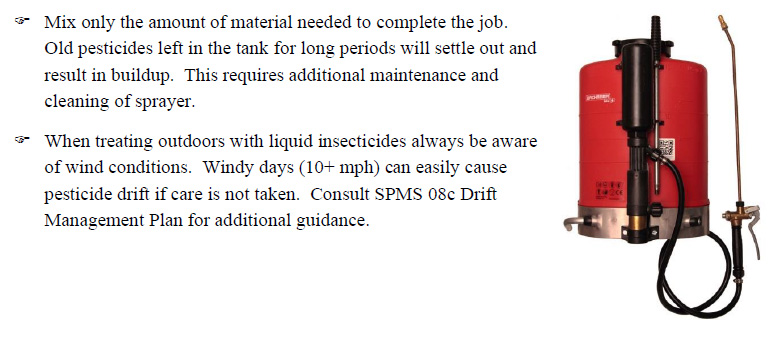 ☞ Mix only the amount of material needed to complete the job.
Old pesticides left in the tank for long periods will settle out and
result in buildup.  This requires additional maintenance and
cleaning of sprayer.
☞ When treating outdoors with liquid insecticides always be aware
of wind conditions.  Windy days (10+ mph) can easily cause
pesticide drift if care is not taken.  Consult SPMS 08c Drift
Management Plan for additional guidance.